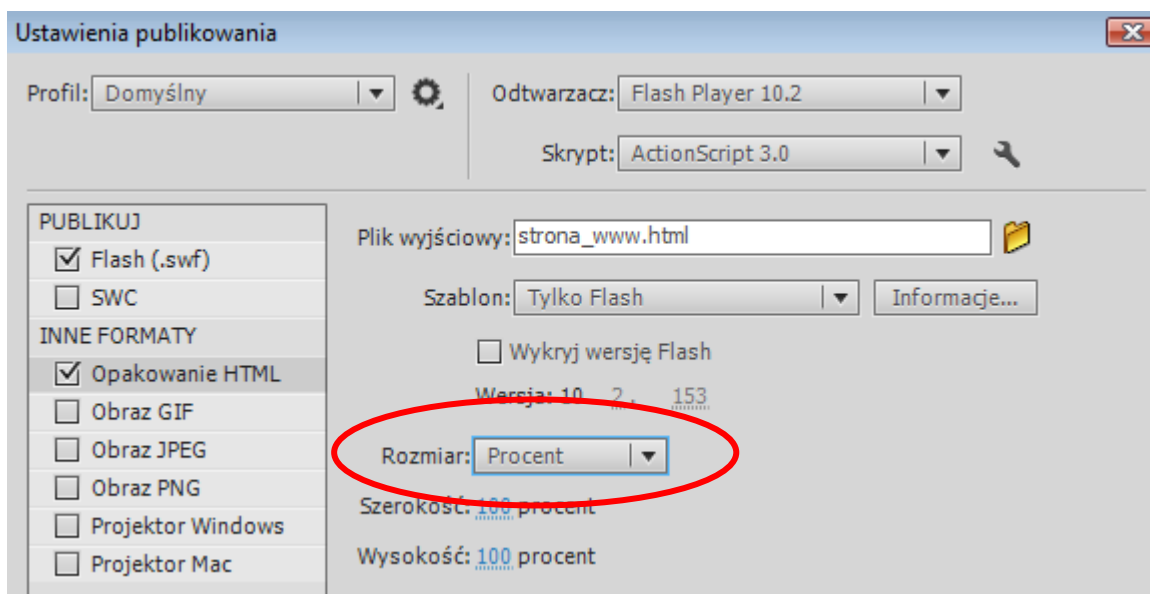 Ustawienia publikowania
Profil: Domyślny
Odtwarzacz: Flash Player 10.2
Skrypt: ActionScript 3.0
PUBLIKUJ
Flash (.swf)
SWC
INNE FORMATY
Opakowanie HTML
Obraz GIF
Obraz JPEG
Obraz PNG
Projektor Windows
Projektor Mac
Plik wyjściowy: strona_www.html
Szablon: Tylko Flash Informacje...
Wykryj wersję Flash
Wersja: 10 2 . 153
Rozmiar: Procent
Szerokość: 100 procent
Wysokość: 100 procent